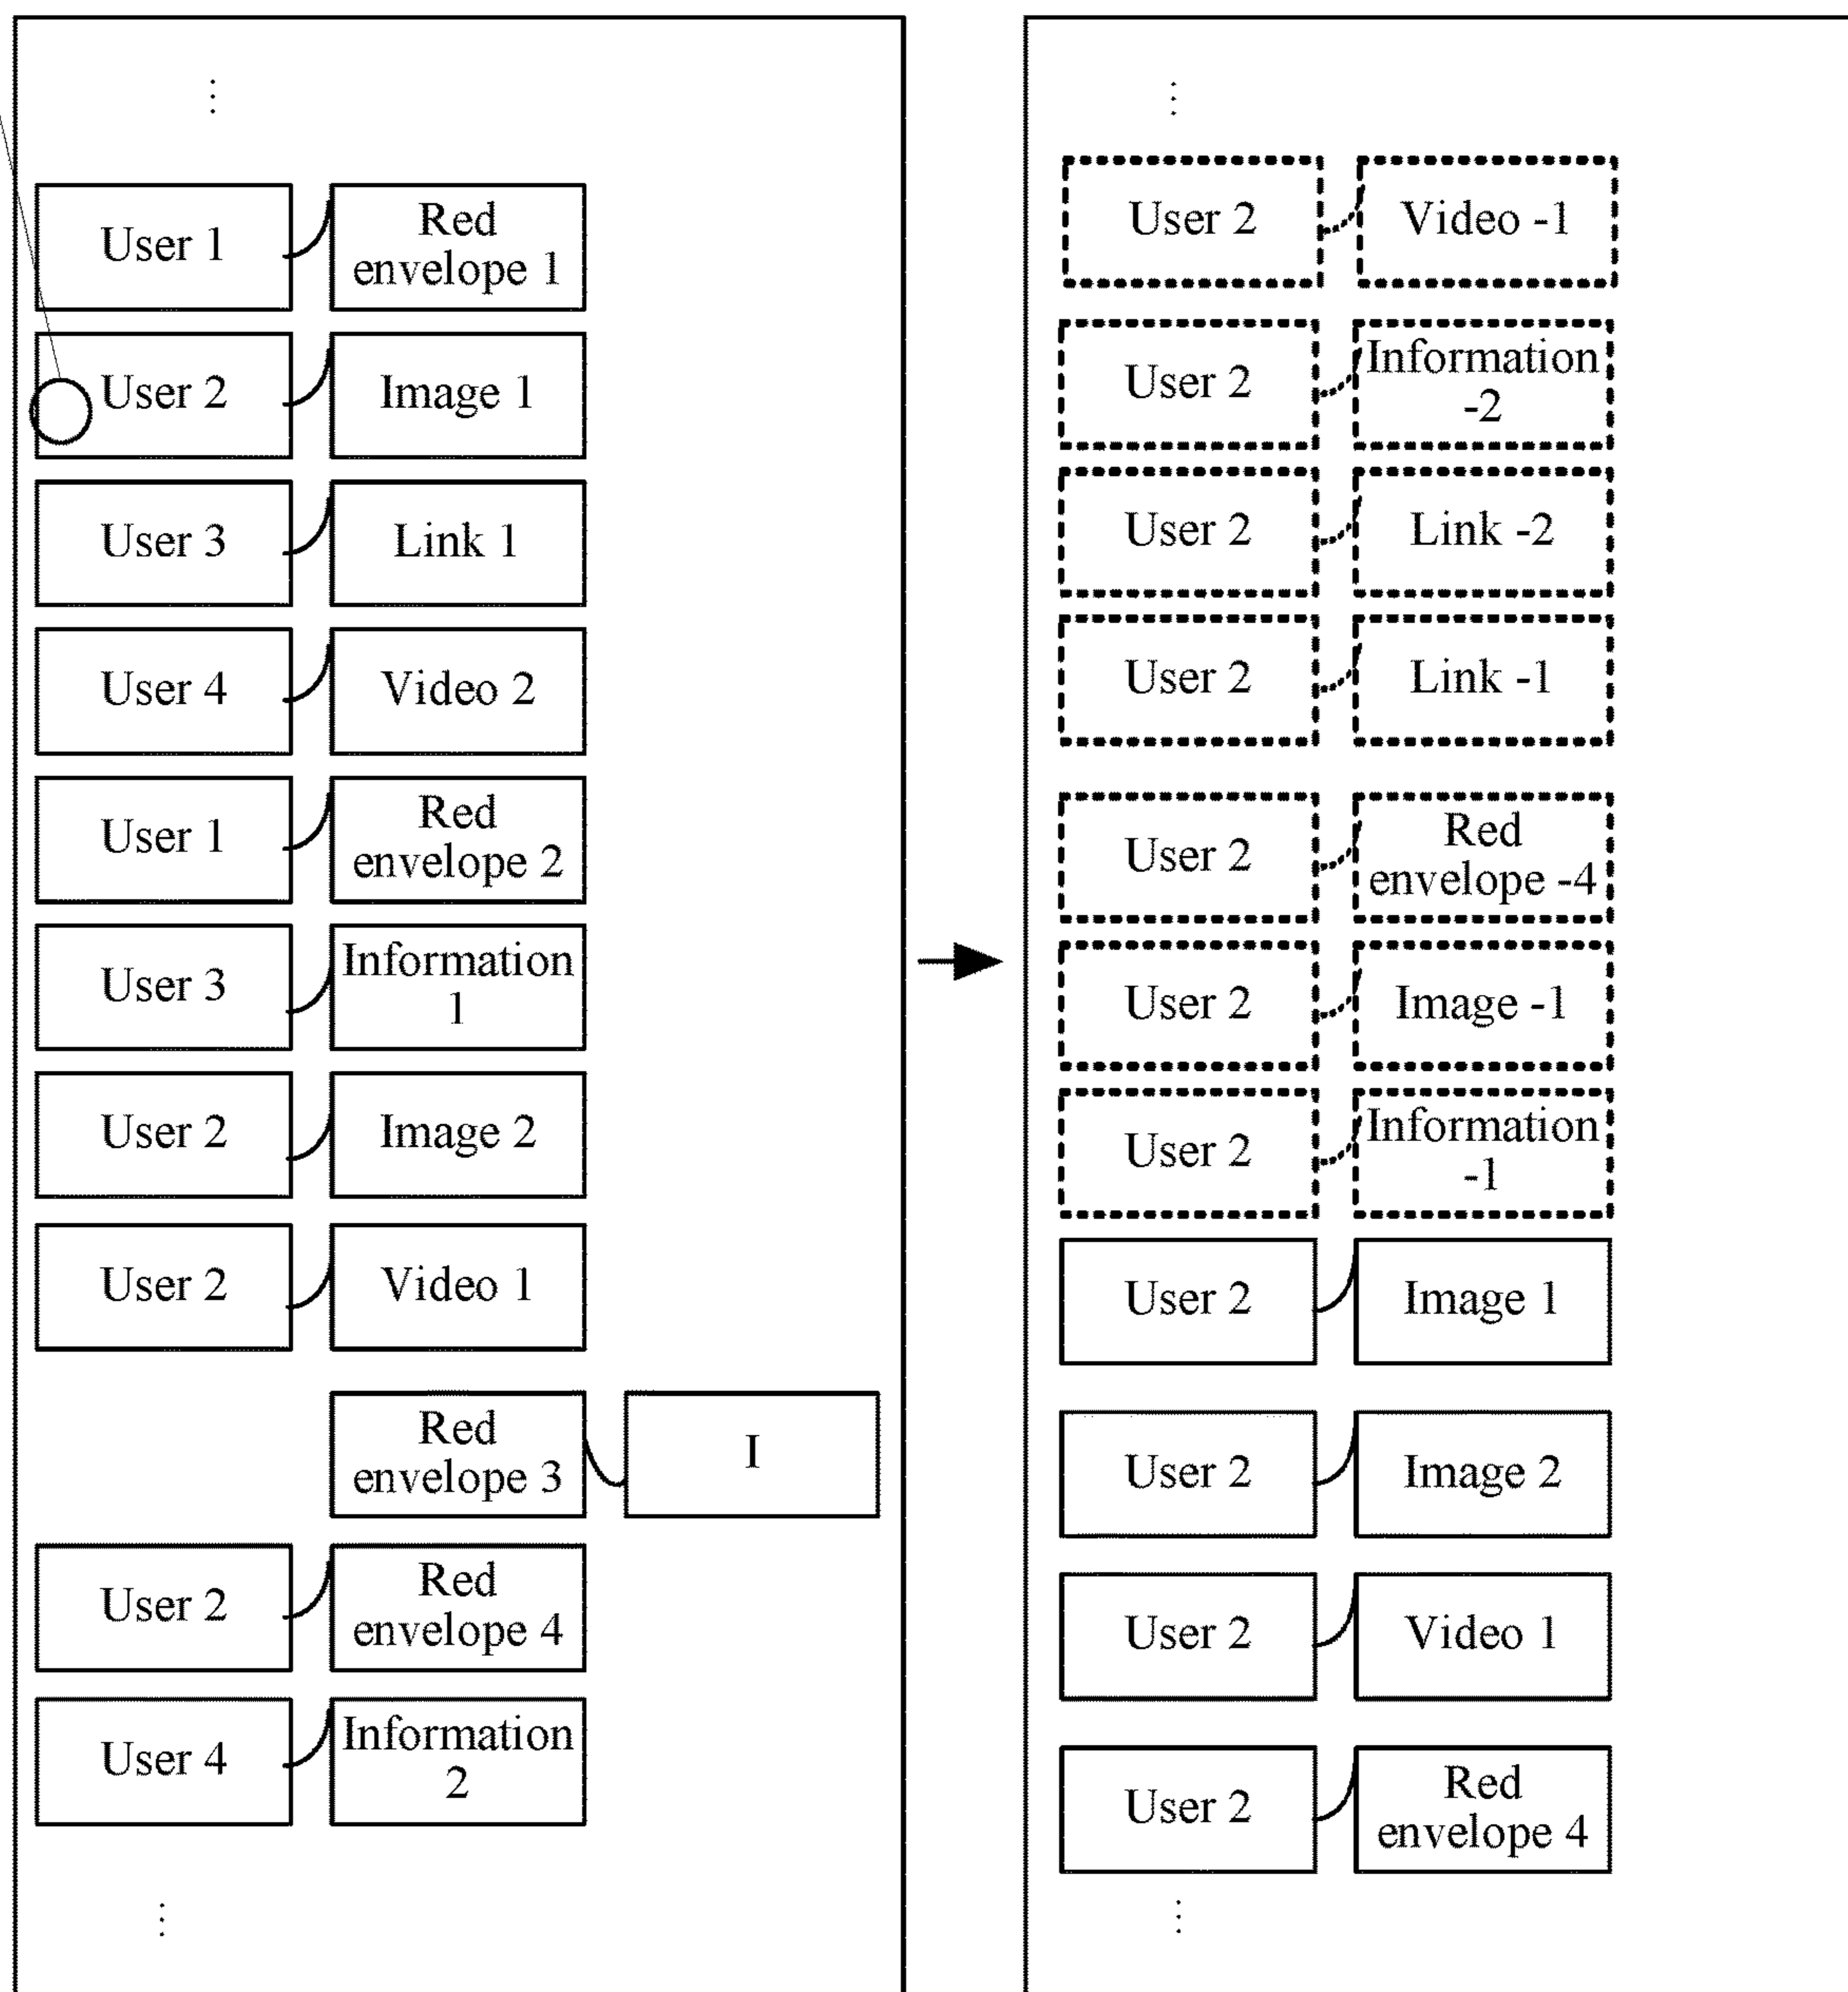 User 1
Red
envelope 1
User 2
Image 1
User 3
Link 1
User 4
Video 2
User 1
Red
envelope 2
User 3
Information
1
User 2
Image 2
User 2
Video 1
Red
envelope 3
I
User 2
Red
envelope 4
User 4
Information
2
User 2
Video -1
User 2
Information
-2
User 2
Link -2
User 2
Link -1
User 2
Red
envelope -4
User 2
Image -1
User 2
Information
-1
User 2
Image 1
User 2
Image 2
User 2
Video 1
User 2
Red
envelope 4